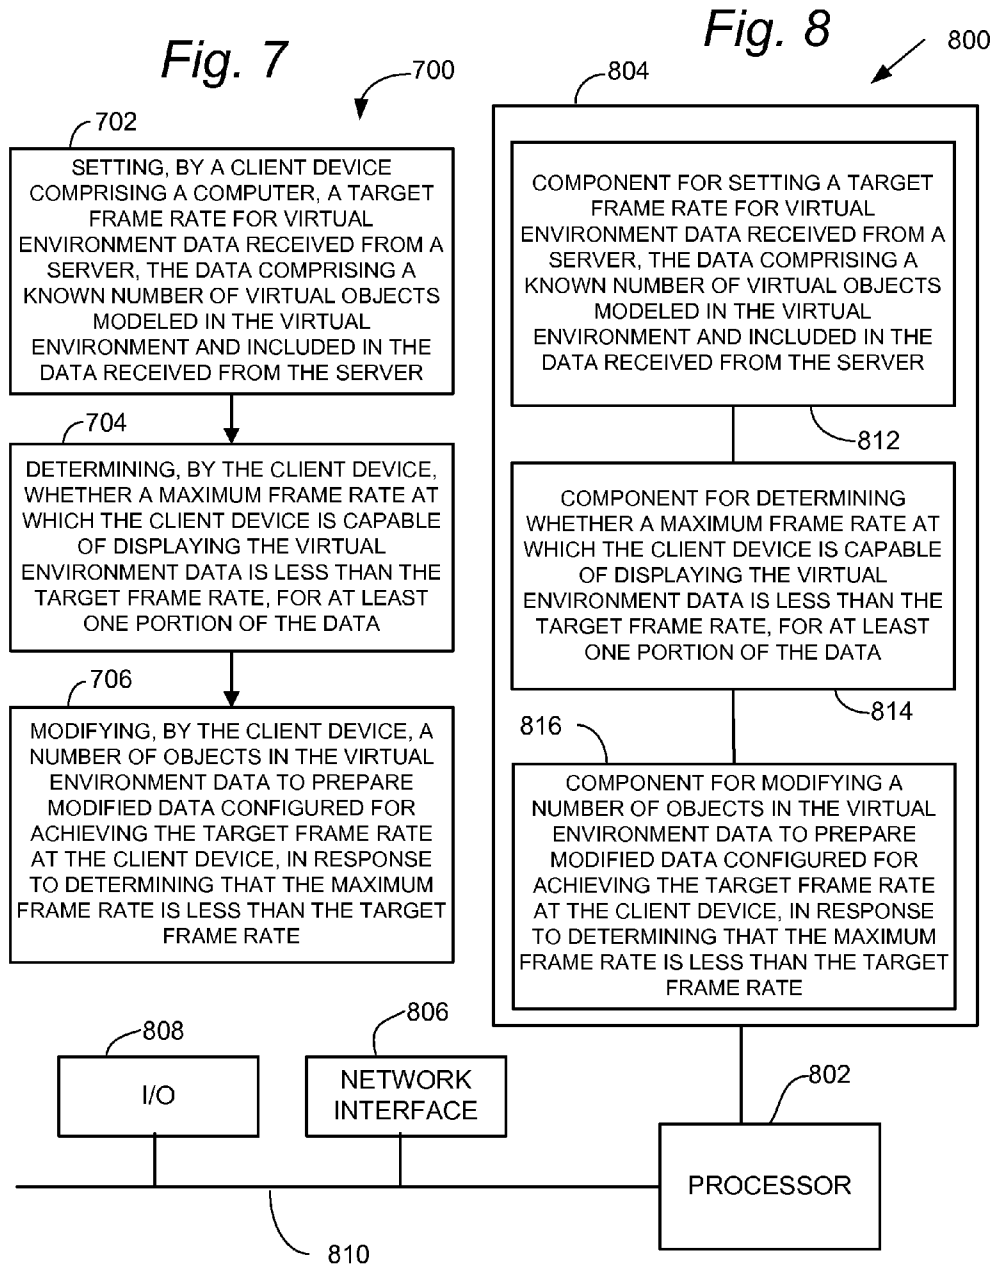 Fig. 7
700
702
SETTING, BY A CLIENT DEVICE
COMPRISING A COMPUTER, A TARGET
FRAME RATE FOR VIRTUAL
ENVIRONMENT DATA RECEIVED FROM A
SERVER, THE DATA COMPRISING A
KNOWN NUMBER OF VIRTUAL OBJECTS
MODELED IN THE VIRTUAL
ENVIRONMENT AND INCLUDED IN THE
DATA RECEIVED FROM THE SERVER
704
DETERMINING, BY THE CLIENT DEVICE,
WHETHER A MAXIMUM FRAME RATE AT
WHICH THE CLIENT DEVICE IS CAPABLE
OF DISPLAYING THE VIRTUAL
ENVIRONMENT DATA IS LESS THAN THE
TARGET FRAME RATE, FOR AT LEAST
ONE PORTION OF THE DATA
706
MODIFYING, BY THE CLIENT DEVICE, A
NUMBER OF OBJECTS IN THE VIRTUAL
ENVIRONMENT DATA TO PREPARE
MODIFIED DATA CONFIGURED FOR
ACHIEVING THE TARGET FRAME RATE
AT THE CLIENT DEVICE, IN RESPONSE
TO DETERMINING THAT THE MAXIMUM
FRAME RATE IS LESS THAN THE TARGET
FRAME RATE
Fig. 8
800
804
COMPONENT FOR SETTING A TARGET
FRAME RATE FOR VIRTUAL
ENVIRONMENT DATA RECEIVED FROM A
SERVER, THE DATA COMPRISING A
KNOWN NUMBER OF VIRTUAL OBJECTS
MODELED IN THE VIRTUAL
ENVIRONMENT AND INCLUDED IN THE
DATA RECEIVED FROM THE SERVER
812
COMPONENT FOR DETERMINING
WHETHER A MAXIMUM FRAME RATE AT
WHICH THE CLIENT DEVICE IS CAPABLE
OF DISPLAYING THE VIRTUAL
ENVIRONMENT DATA IS LESS THAN THE
TARGET FRAME RATE, FOR AT LEAST
ONE PORTION OF THE DATA
814
816
COMPONENT FOR MODIFYING A
NUMBER OF OBJECTS IN THE VIRTUAL
ENVIRONMENT DATA TO PREPARE
MODIFIED DATA CONFIGURED FOR
ACHIEVING THE TARGET FRAME RATE
AT THE CLIENT DEVICE, IN RESPONSE
TO DETERMINING THAT THE MAXIMUM
FRAME RATE IS LESS THAN THE TARGET
FRAME RATE
808
I/O
806
NETWORK
INTERFACE
802
PROCESSOR
810